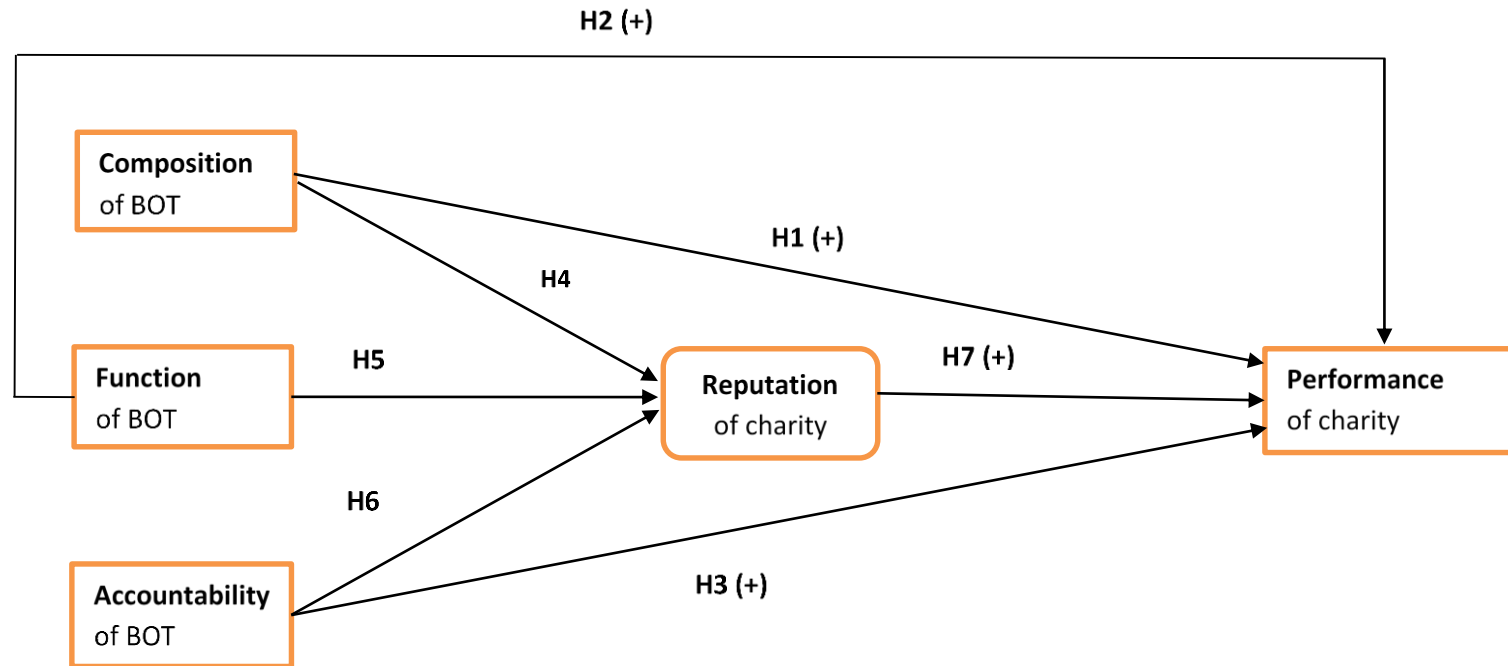 H2 (+)
Composition
of BOT
H1 (+)
H4
Function
of BOT
H5
Reputation
of charity
H7 (+)
Performance
of charity
H6
Accountability
of BOT
H3 (+)